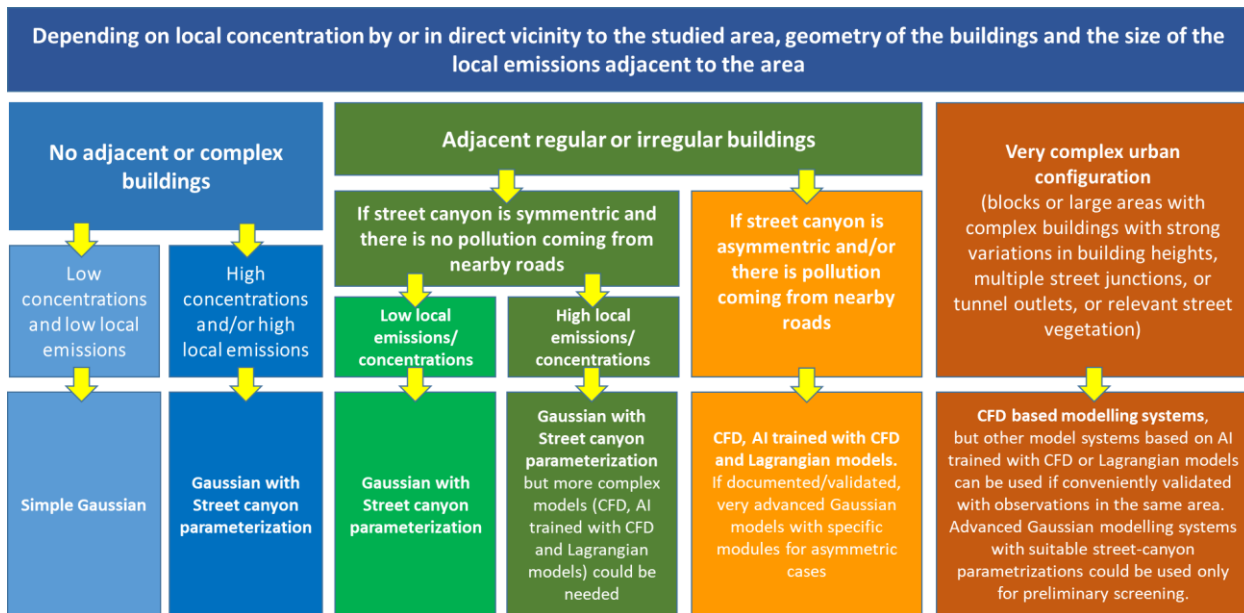 Depending on local concentration by or in direct vicinity to the studied area, geometry of the buildings and the size of the
local emissions adjacent to the area
No adjacent or complex
buildings
Low
concentrations
and low local
emissions
Simple Gaussian
High
concentrations
and/or high
local emissions
Gaussian with
Street canyon
parameterization
Adjacent regular or irregular buildings
If street canyon is symmentric and
there is no pollution coming from
nearby roads
Low local
emissions/
concentrations
Gaussian with
Street canyon
parameterization
High local
emissions/
concentrations
Gaussian with
Street canyon
parameterization
but more complex
models (CFD, AI
trained with CFD
and Lagrangian
models) could be
needed
If street canyon is
asymmetric and/or
there is pollution
coming from nearby
roads
CFD, AI trained with CFD
and Lagrangian models.
If documented/validated,
very advanced Gaussian
models with specific
modules for asymmetric
cases
Very complex urban
configuration
(blocks or large areas with
complex buildings with strong
variations in building heights,
multiple street junctions, or
tunnel outlets, or relevant street
vegetation)
CFD based modelling systems,
but other model systems based on AI
trained with CFD or Lagrangian models
can be used if conveniently validated
with observations in the same area.
Advanced Gaussian modelling systems
with suitable street-canyon
parametrizations could be used only
for preliminary screening.